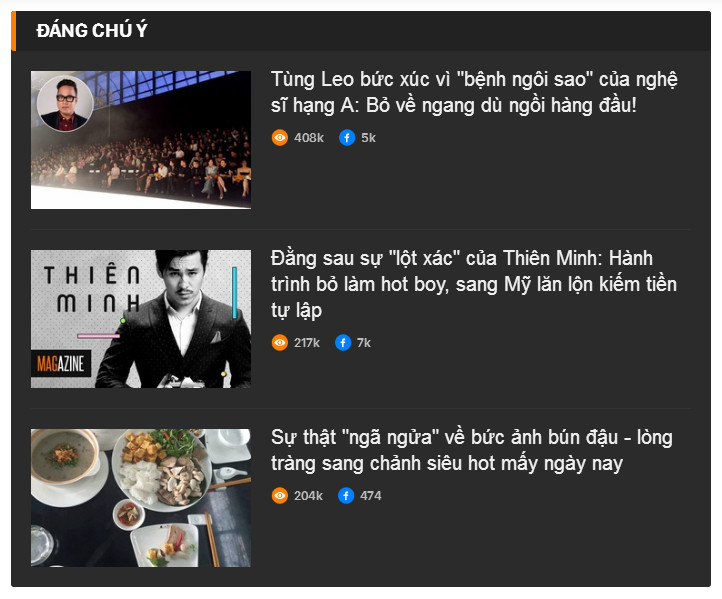 ĐÁNG CHÚ Ý
Tùng Leo bức xúc vì "bệnh ngôi sao" của nghệ
sĩ hạng A: Bỏ về ngang dù ngồi hàng đầu!
408k 5k
THIÊN
MINH
MAGAZINE
Đằng sau sự "lột xác" của Thiên Minh: Hành
trình bỏ làm hot boy, sang Mỹ lăn lộn kiếm tiền
tự lập
217k 7k
Sự thật "ngã ngửa" về bức ảnh bún đậu - lòng
tràng sang chảnh siêu hot mấy ngày nay
204k 474